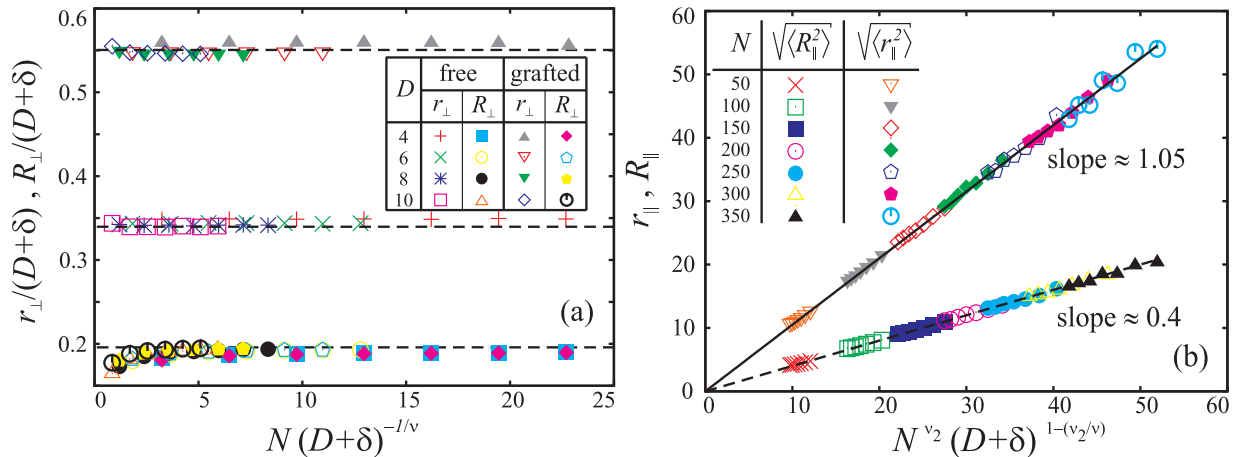 r⊥/(D+δ) , R⊥/(D+δ)
0.6
0.5
0.3
0.2
0
5
10
15
20
25
N (D+δ)^-1/ν
(a)
D free grafted
r⊥ R⊥ r⊥ R⊥
4
6
8
10
r∥ , R∥
60
50
40
30
20
10
0
0 10 20 30 40 50 60
N^ν₂ (D+δ)^1−(ν₂/ν)
(b)
N √⟨R∥²⟩ √⟨r∥²⟩
50
100
150
200
250
300
350
slope ≈ 1.05
slope ≈ 0.4